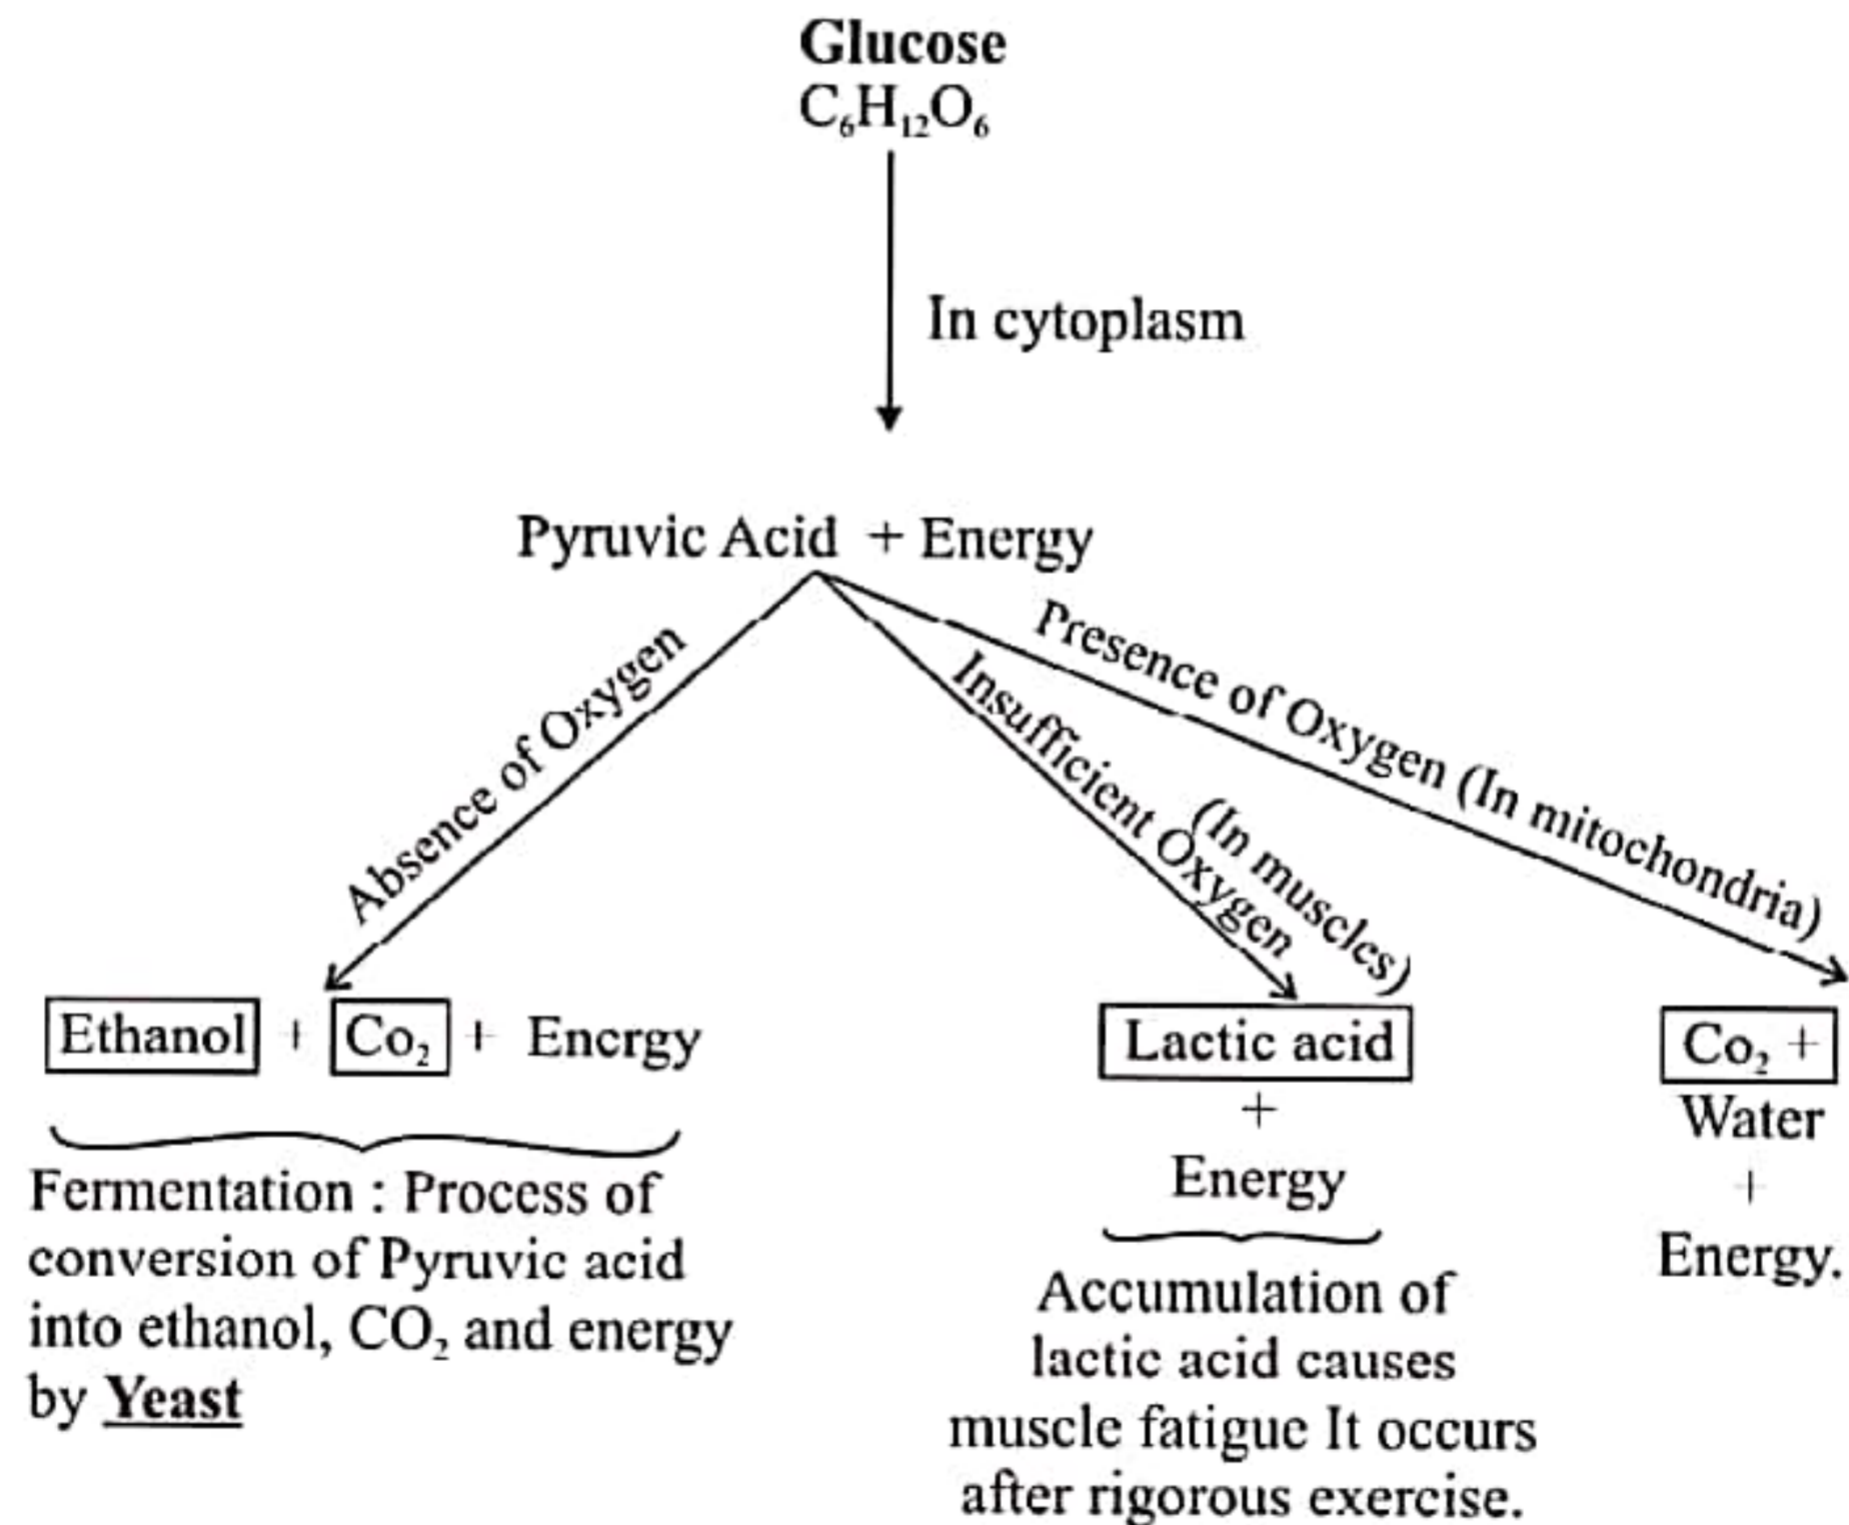 Glucose
C₆H₁₂O₆
In cytoplasm
Pyruvic Acid + Energy
Absence of Oxygen
Insufficient Oxygen
(In muscles)
Presence of Oxygen (In mitochondria)
Ethanol + Co₂ + Energy
Fermentation : Process of
conversion of Pyruvic acid
into ethanol, CO₂ and energy
by Yeast
Lactic acid
+
Energy
Accumulation of
lactic acid causes
muscle fatigue It occurs
after rigorous exercise.
Co₂ +
Water
+
Energy.